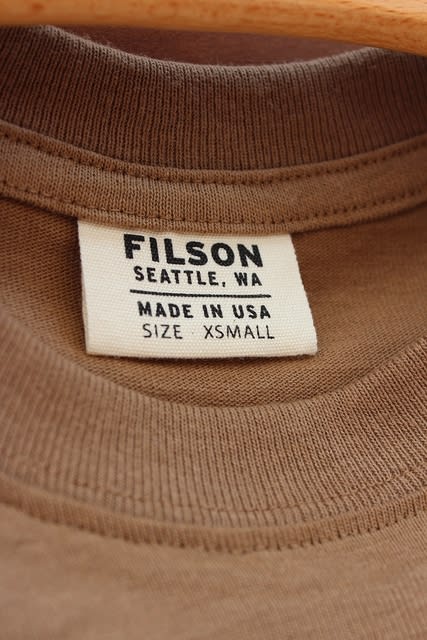 FILSON
SEATTLE, WA
MADE IN USA
SIZE XSMALL